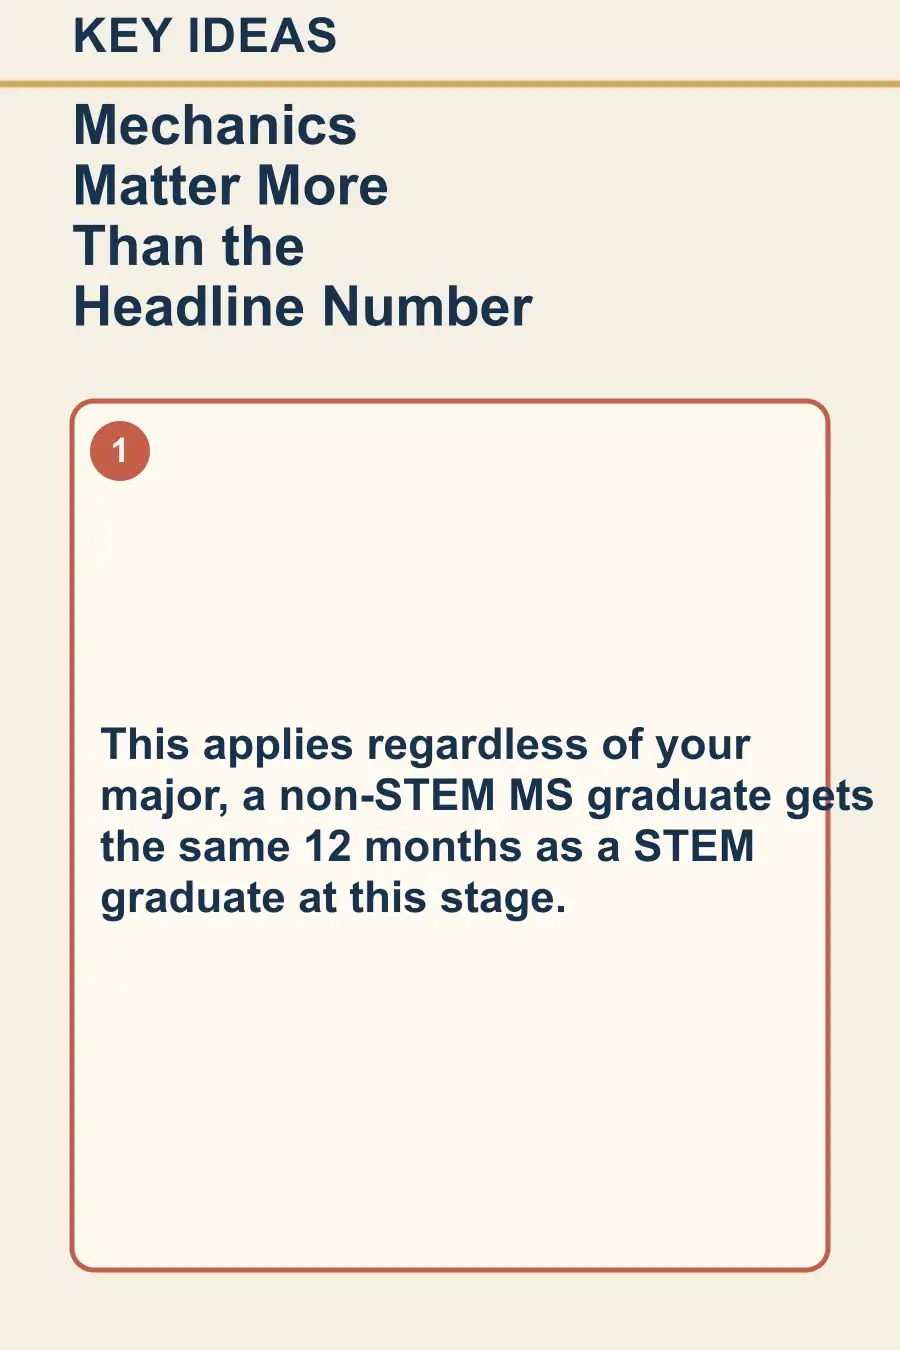 KEY IDEAS
Mechanics
Matter More
Than the
Headline Number
1
This applies regardless of your
major, a non-STEM MS graduate gets
the same 12 months as a STEM
graduate at this stage.